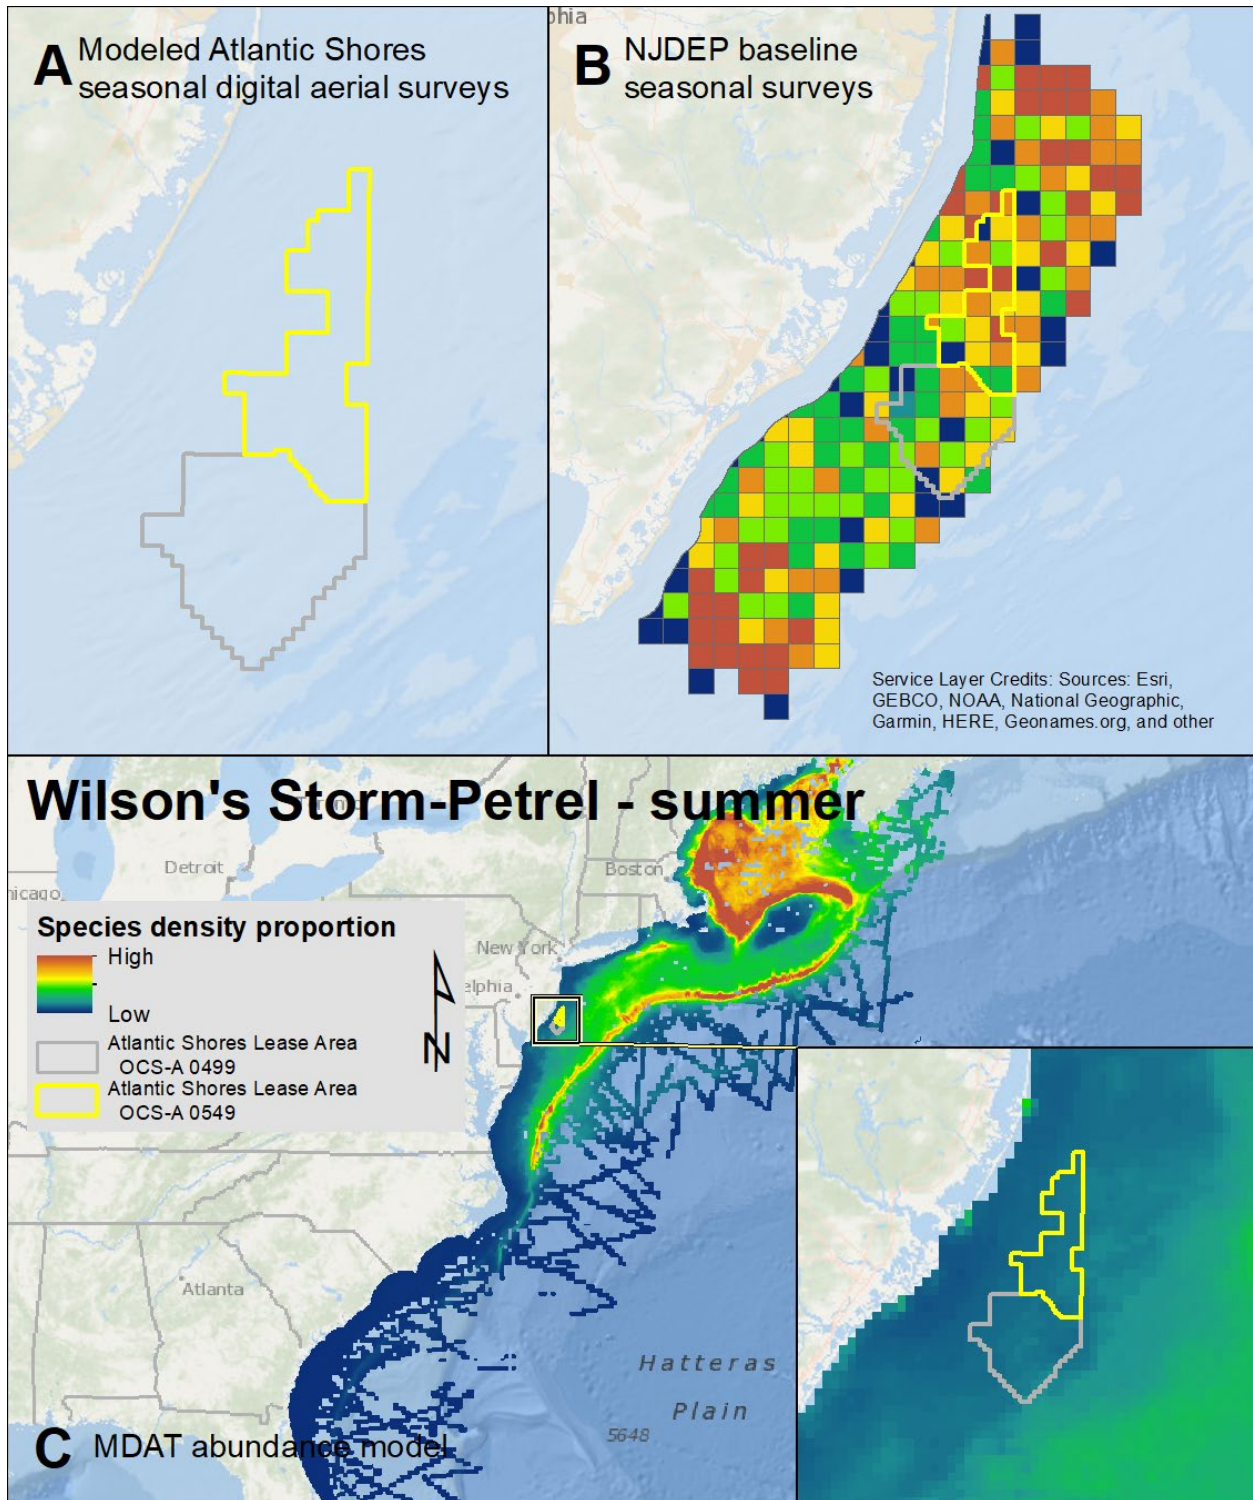 phia
A Modeled Atlantic Shores
seasonal digital aerial surveys
B NJDEP baseline
seasonal surveys
Service Layer Credits: Sources: Esri,
GEBCO, NOAA, National Geographic,
Garmin, HERE, Geonames.org, and other
Wilson's Storm-Petrel - summer
Detroit
Boston
hicago
Species density proportion
High
Low
Atlantic Shores Lease Area
OCS-A 0499
Atlantic Shores Lease Area
OCS-A 0549
N
New York
elphia
Atlanta
Hatteras
Plain
5648
C MDAT abundance model